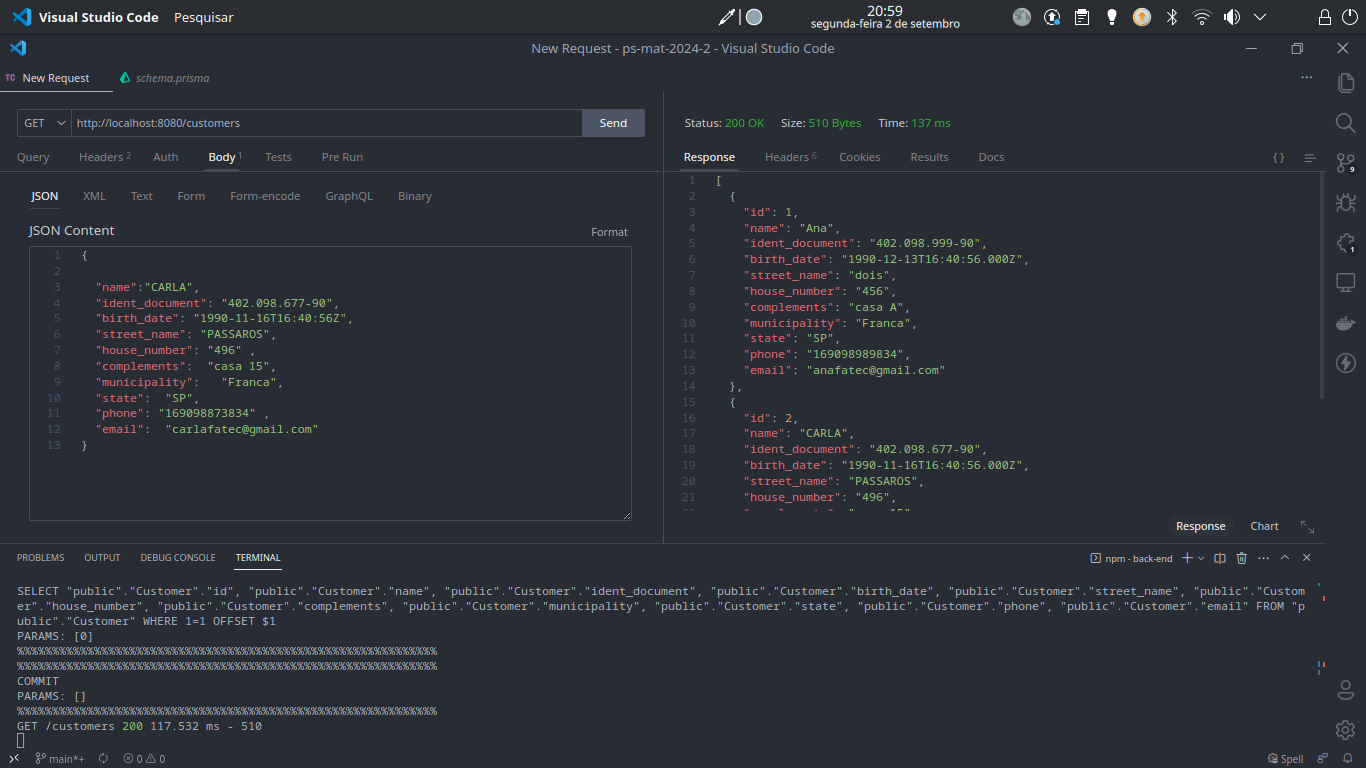 Visual Studio Code Pesquisar
20:59
segunda-feira 2 de setembro
New Request - ps-mat-2024-2 - Visual Studio Code
TC New Request schema.prisma
GET http://localhost:8080/customers Send
Query Headers 2 Auth Body 1 Tests Pre Run
JSON XML Text Form Form-encode GraphQL Binary
JSON Content
Format
1 {
2
3 "name":"CARLA",
4 "ident_document": "402.098.677-90",
5 "birth_date": "1990-11-16T16:40:56Z",
6 "street_name": "PASSAROS",
7 "house_number": "496" ,
8 "complements":  "casa 15",
9 "municipality":   "Franca",
10 "state":  "SP",
11 "phone": "169098873834" ,
12 "email":  "carlafatec@gmail.com"
13 }
Status: 200 OK Size: 510 Bytes Time: 137 ms
Response Headers 6 Cookies Results Docs {}
1 [
2 {
3 "id": 1,
4 "name": "Ana",
5 "ident_document": "402.098.999-90",
6 "birth_date": "1990-12-13T16:40:56.000Z",
7 "street_name": "dois",
8 "house_number": "456",
9 "complements": "casa A",
10 "municipality": "Franca",
11 "state": "SP",
12 "phone": "169098989834",
13 "email": "anafatec@gmail.com"
14 },
15 {
16 "id": 2,
17 "name": "CARLA",
18 "ident_document": "402.098.677-90",
19 "birth_date": "1990-11-16T16:40:56.000Z",
20 "street_name": "PASSAROS",
21 "house_number": "496",
Response Chart
9
1
PROBLEMS OUTPUT DEBUG CONSOLE TERMINAL npm - back-end
SELECT "public"."Customer"."id", "public"."Customer"."name", "public"."Customer"."ident_document", "public"."Customer"."birth_date", "public"."Customer"."street_name", "public"."Custom
er"."house_number", "public"."Customer"."complements", "public"."Customer"."municipality", "public"."Customer"."state", "public"."Customer"."phone", "public"."Customer"."email" FROM "p
ublic"."Customer" WHERE 1=1 OFFSET $1
PARAMS: [0]
%%%%%%%%%%%%%%%%%%%%%%%%%%%%%%%%%%%%%%%%%%%%%%%%%%%%%%%%%%%%
%%%%%%%%%%%%%%%%%%%%%%%%%%%%%%%%%%%%%%%%%%%%%%%%%%%%%%%%%%%%
COMMIT
PARAMS: []
%%%%%%%%%%%%%%%%%%%%%%%%%%%%%%%%%%%%%%%%%%%%%%%%%%%%%%%%%%%%
GET /customers 200 117.532 ms - 510
main*+ 0 0 Spell